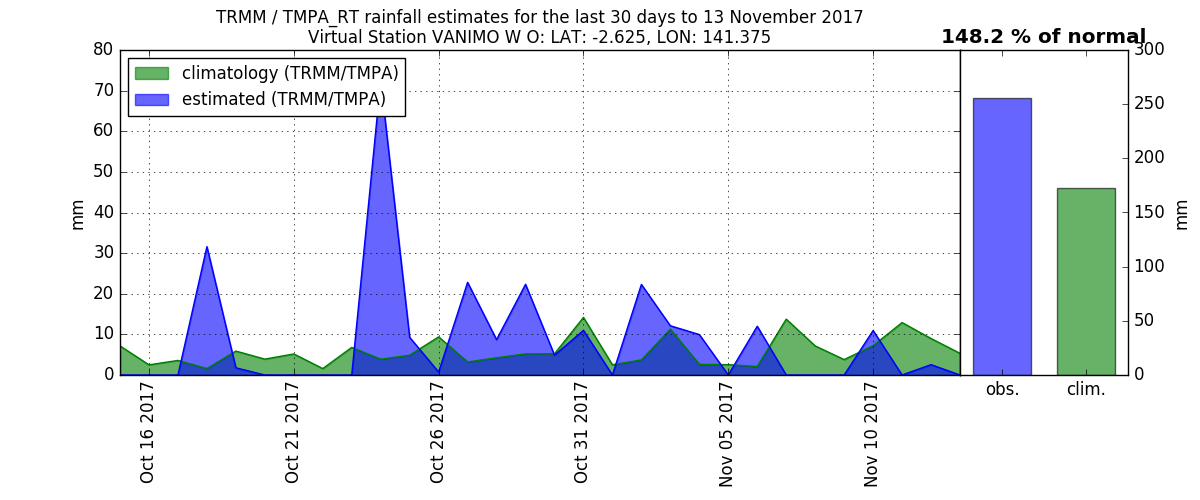 TRMM / TMPA_RT rainfall estimates for the last 30 days to 13 November 2017
Virtual Station VANIMO W O: LAT: -2.625, LON: 141.375
148.2 % of normal
climatology (TRMM/TMPA)
estimated (TRMM/TMPA)
80
70
60
50
40
30
20
10
0
mm
Oct 16 2017
Oct 21 2017
Oct 26 2017
Oct 31 2017
Nov 05 2017
Nov 10 2017
obs.
clim.
300
250
200
150
100
50
0
mm